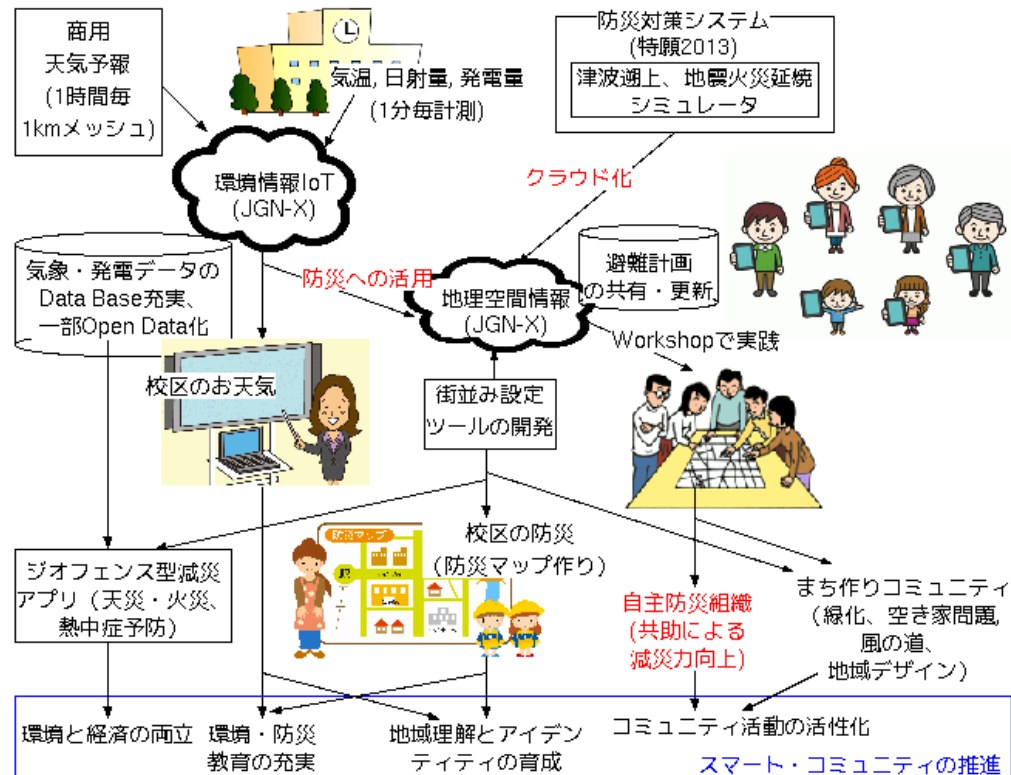 商用
天気予報
(1時間毎
1kmメッシュ)
気温, 日射量, 発電量
(1分毎計測)
防災対策システム
(特願2013)
津波遡上、地震火災延焼
シミュレータ
環境情報IoT
(JGN-X)
クラウド化
気象・発電データの
Data Base充実、
一部Open Data化
防災への活用
地理空間情報
(JGN-X)
避難計画
の共有・更新
Workshopで実践
校区のお天気
街並み設定
ツールの開発
防災マップ
JR
校区の防災
(防災マップ作り)
ジオフェンス型減災
アプリ（天災・火災、
熱中症予防）
自主防災組織
(共助による
減災力向上)
まち作りコミュニティ
(緑化、空き家問題,
風の道、
地域デザイン)
環境と経済の両立
環境・防災
教育の充実
地域理解とアイデン
ティティの育成
コミュニティ活動の活性化
スマート・コミュニティの推進